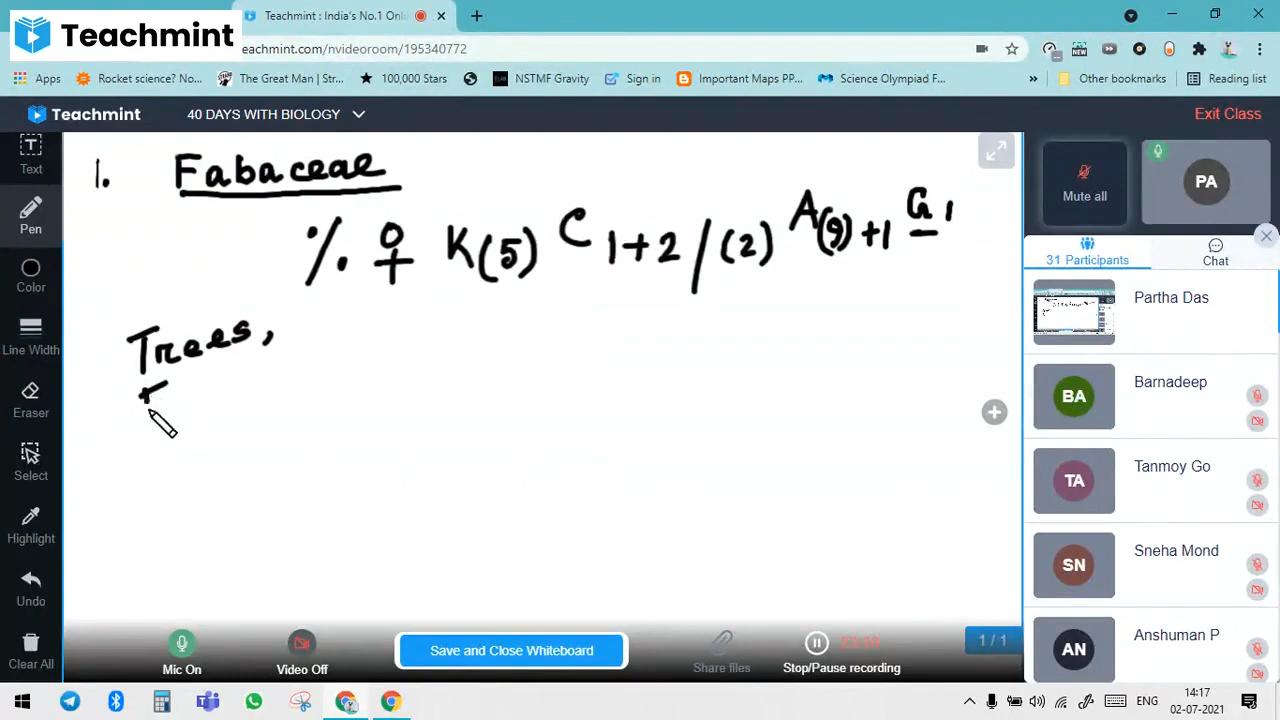 Teachmint: India's No.1 Onli
Teachmint
eachmint.com/nvideoroom/195340772
Apps Rocket science? No... The Great Man | Str... 100,000 Stars NSTMF Gravity Sign in Important Maps PP... Science Olympiad F... » Other bookmarks Reading list
Teachmint 40 DAYS WITH BIOLOGY Exit Class
Text
Pen
Color
Line Width
Eraser
Select
Highlight
Undo
Clear All
1. Fabaceae
% ⚥ K(5) C 1+2/(2) A(9)+1 G 1
Trees,
Mute all
PA
31 Participants Chat
Partha Das
BA Barnadeep
TA Tanmoy Go
SN Sneha Mond
AN Anshuman P
1 / 1
Mic On
Video Off
Save and Close Whiteboard
Share files
Stop/Pause recording
ENG 14:17
02-07-2021